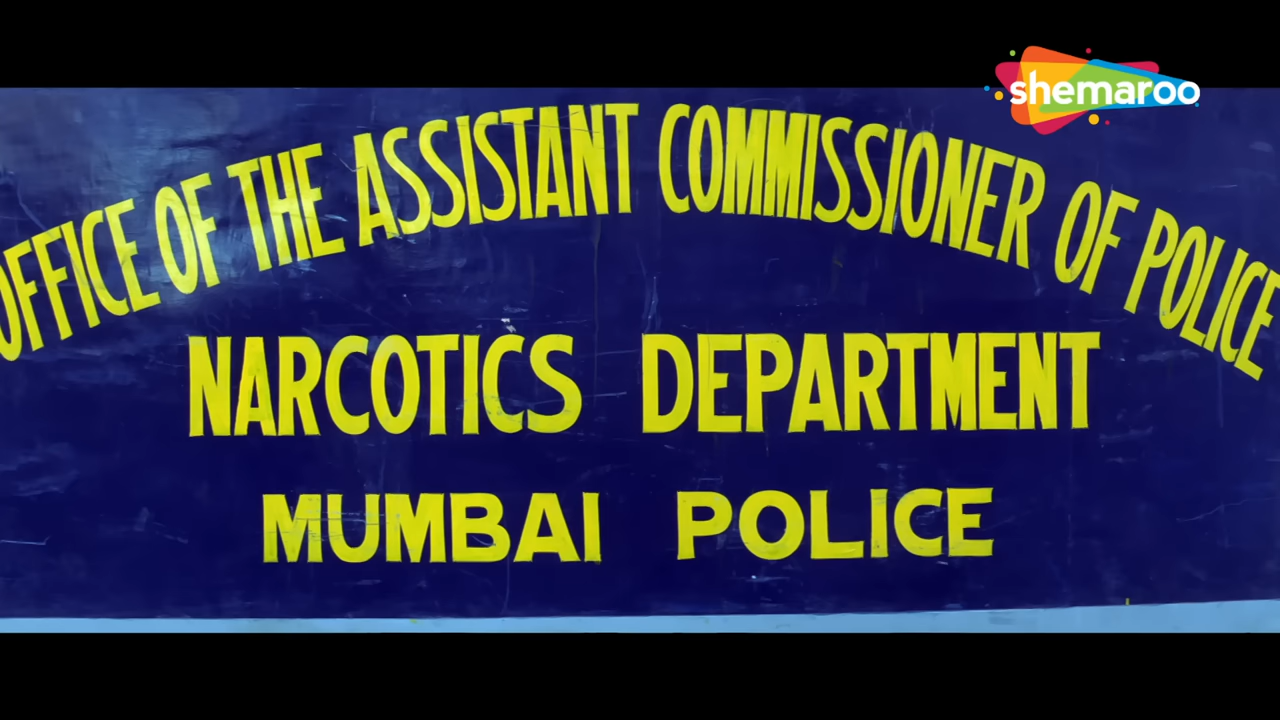 shemaroo
OFFICE OF THE ASSISTANT COMMISSIONER OF POLICE
NARCOTICS DEPARTMENT
MUMBAI POLICE